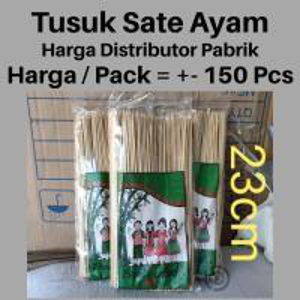 Tusuk Sate Ayam
Harga Distributor Pabrik
Harga / Pack = +- 150 Pcs
23cm